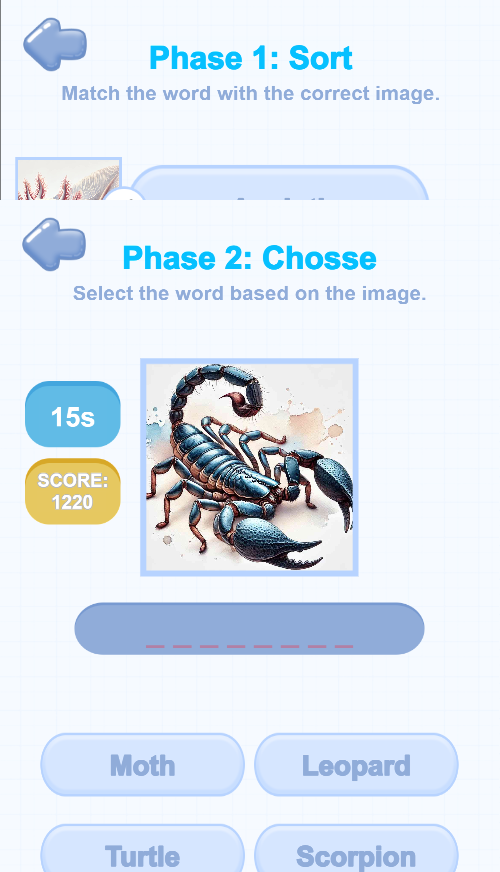 Phase 1: Sort
Match the word with the correct image.
Phase 2: Chosse
Select the word based on the image.
15s
SCORE:
1220
_ _ _ _ _ _ _ _
Moth
Leopard
Turtle
Scorpion